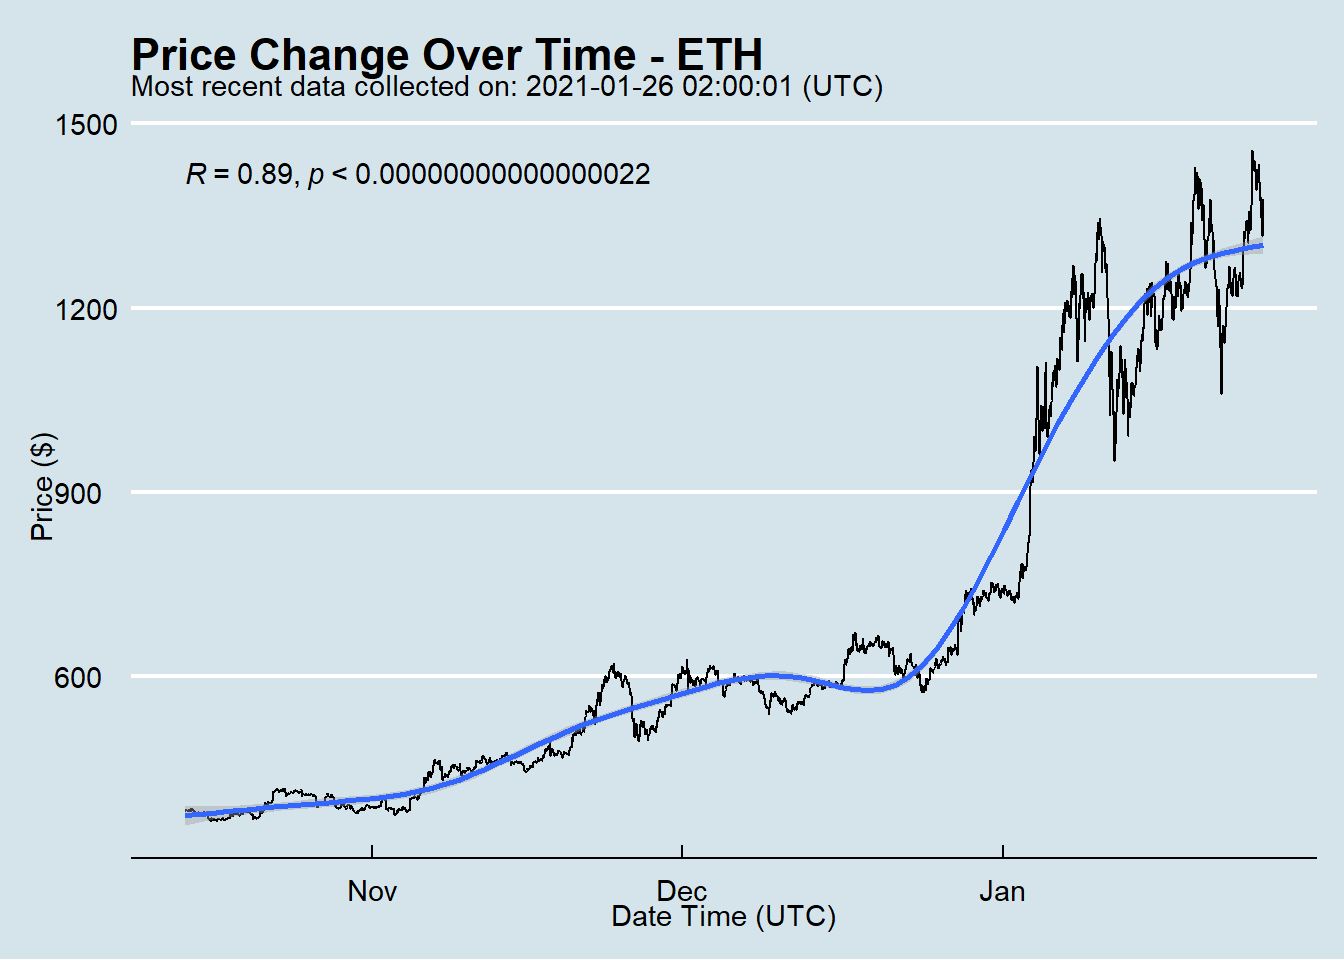 Price Change Over Time - ETH
Most recent data collected on: 2021-01-26 02:00:01 (UTC)
1500
R = 0.89, p < 0.00000000000000022
1200
900
600
Price ($)
Nov
Dec
Jan
Date Time (UTC)